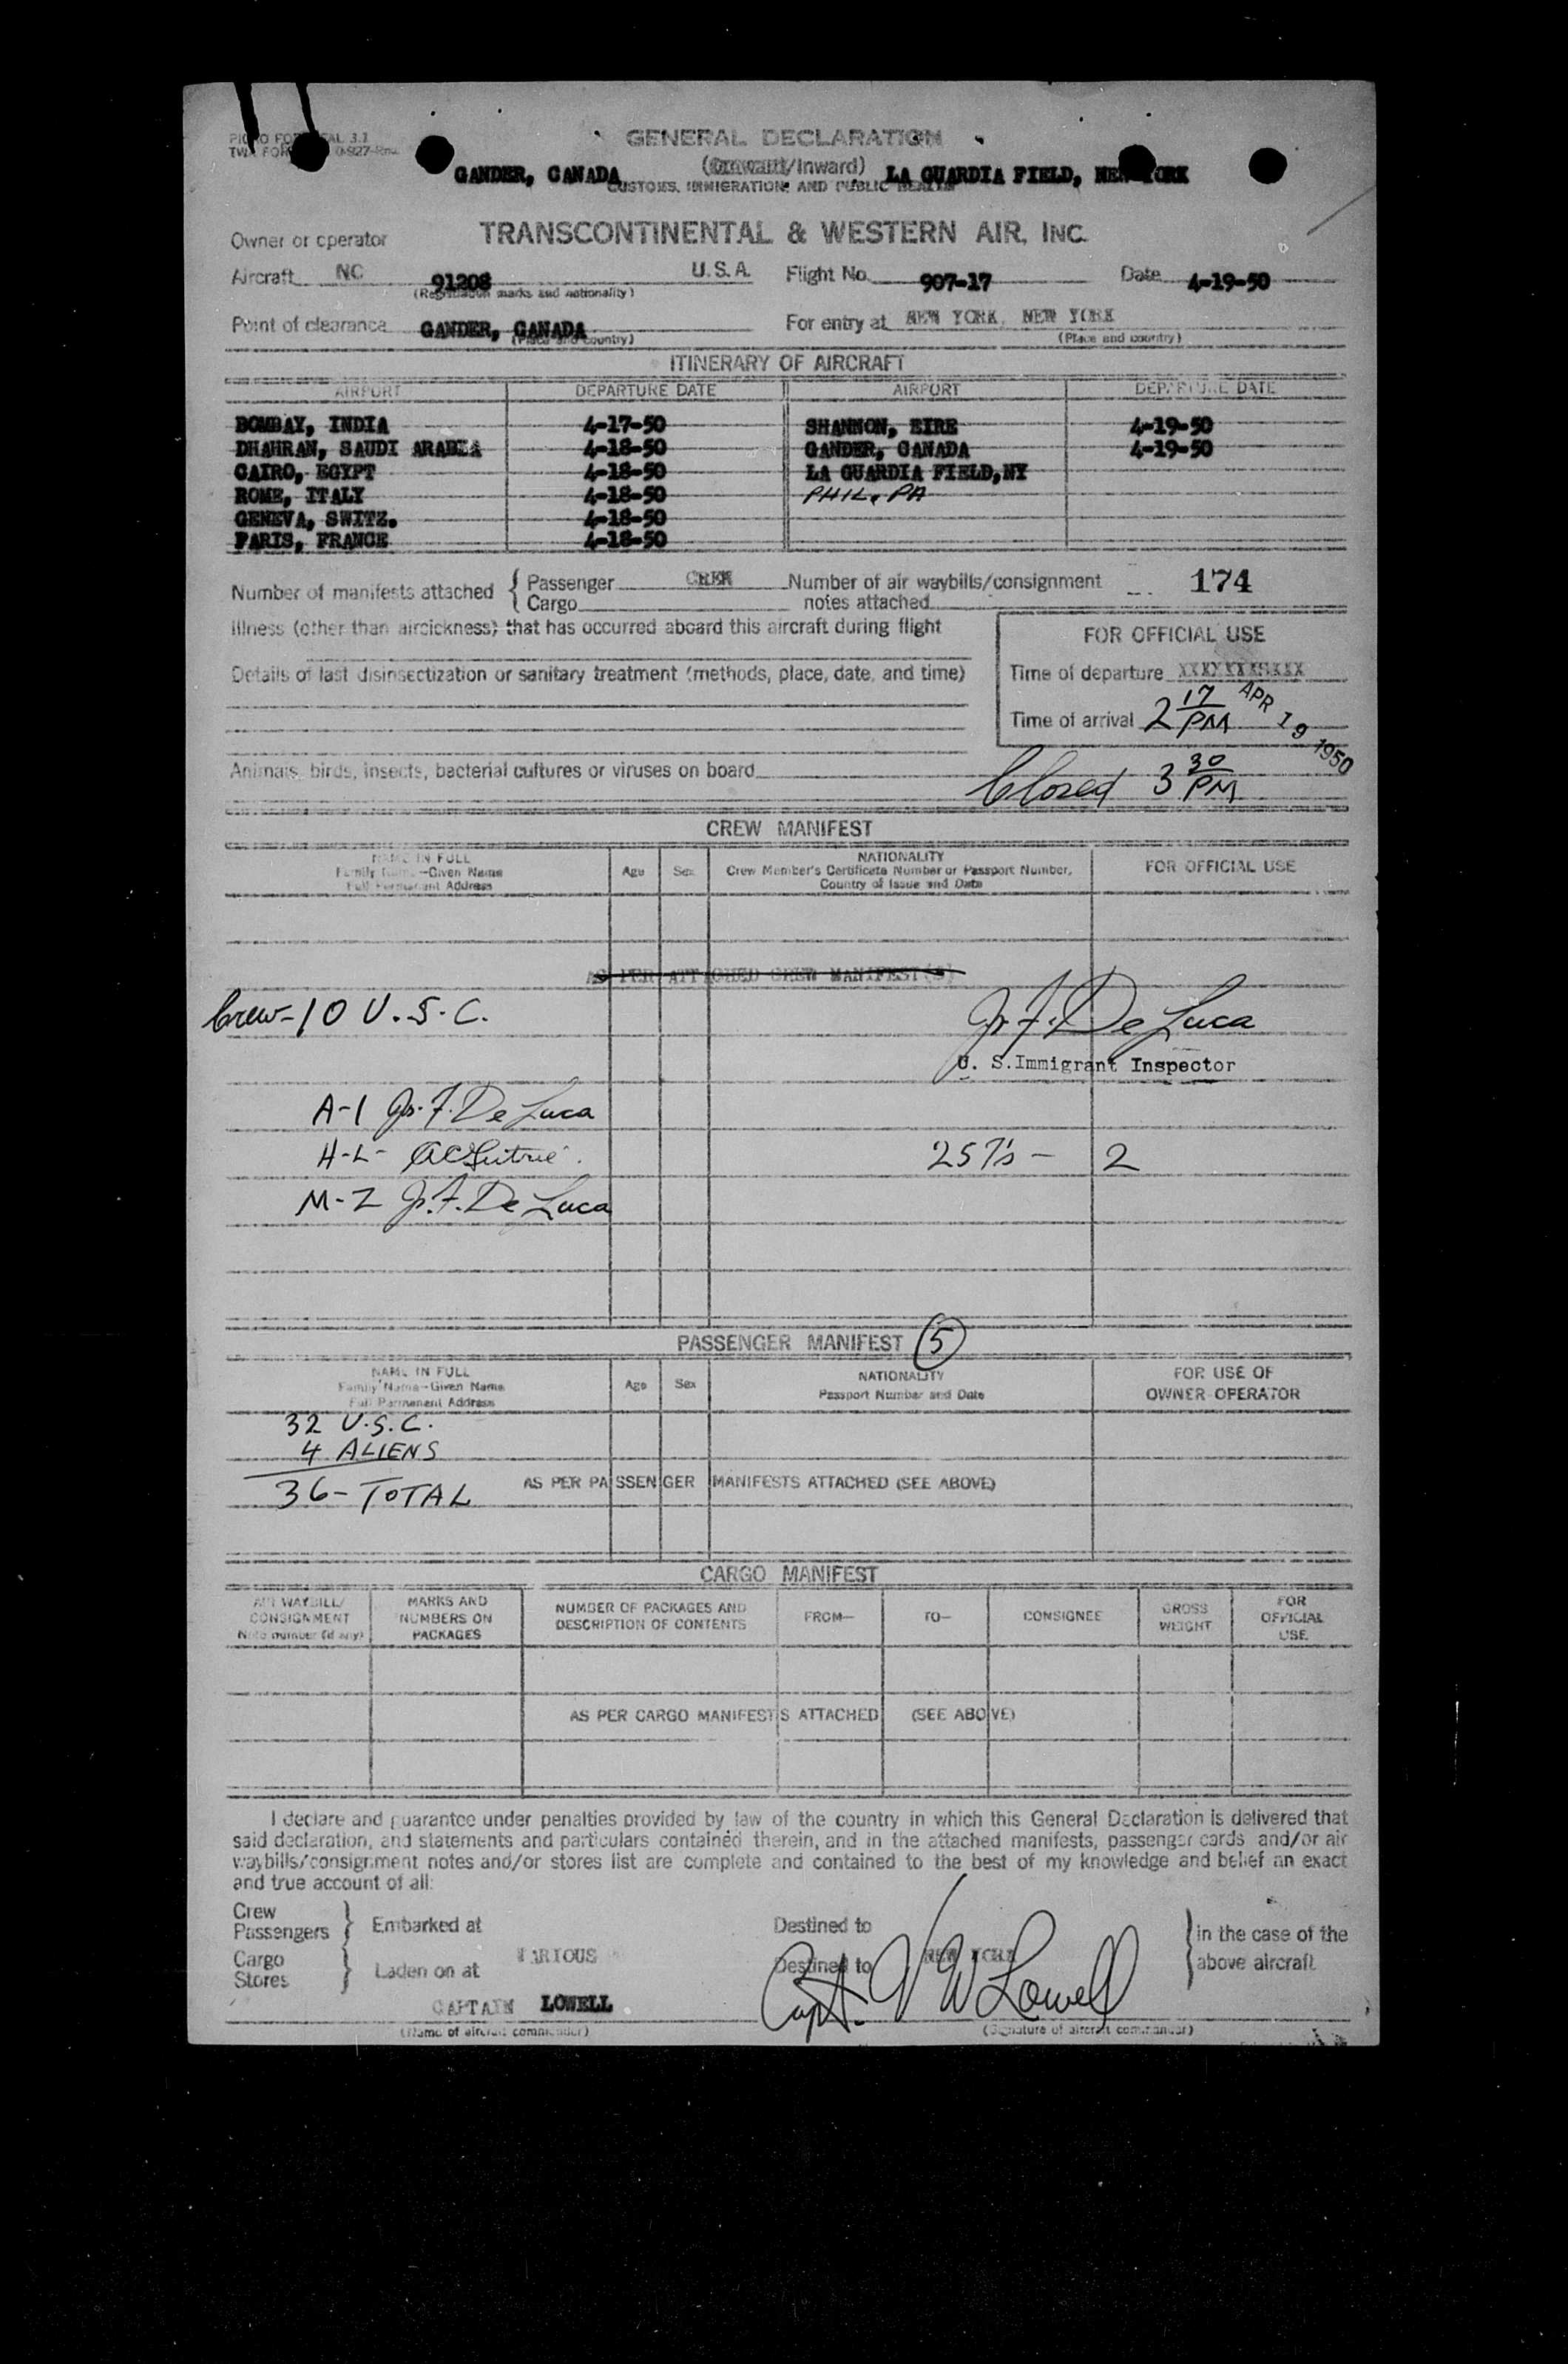 GENERAL DECLARATION
(Outward/Inward)
GANDER, CANADA LA GUARDIA FIELD, NEW YORK
CUSTOMS, IMMIGRATION, AND PUBLIC HEALTH
Owner or operator TRANSCONTINENTAL & WESTERN AIR, INC.
Aircraft NC 91208 U.S.A. Flight No. 907-17 Date 4-19-50
(Registration marks and nationality)
Point of clearance GANDER, CANADA For entry at NEW YORK, NEW YORK
(Place and country) (Place and country)
ITINERARY OF AIRCRAFT
AIRPORT DEPARTURE DATE AIRPORT DEPARTURE DATE
BOMBAY, INDIA 4-17-50 SHANNON, EIRE 4-19-50
DHAHRAN, SAUDI ARABIA 4-18-50 GANDER, CANADA 4-19-50
CAIRO, EGYPT 4-18-50 LA GUARDIA FIELD,NY
ROME, ITALY 4-18-50 PHIL, PA
GENEVA, SWITZ. 4-18-50
PARIS, FRANCE 4-18-50
Number of manifests attached { Passenger CREW Number of air waybills/consignment 174
Cargo notes attached
Illness (other than airsickness) that has occurred aboard this aircraft during flight
FOR OFFICIAL USE
Details of last disinsectization or sanitary treatment (methods, place, date, and time)
Time of departure XXXXXXXXXXX
Time of arrival 2 17 PM APR 19 1950
Animals, birds, insects, bacterial cultures or viruses on board
Closed 3 30 PM
CREW MANIFEST
NAME IN FULL Age Sex NATIONALITY FOR OFFICIAL USE
Family Name-Given Name Crew Member's Certificate Number or Passport Number,
Full Permanent Address Country of Issue and Date
AS PER ATTACHED CREW MANIFEST(S)
Crew-10 U.S.C. Jr. F. De Luca
U. S.Immigrant Inspector
A-1 Jr. F. De Luca
H-L- 257's - 2
M-Z Jr. F. De Luca
PASSENGER MANIFEST 5
NAME IN FULL Age Sex NATIONALITY FOR USE OF
Family Name-Given Name Passport Number and Date OWNER-OPERATOR
Full Permanent Address
32 U.S.C.
4 ALIENS
36-TOTAL AS PER PASSENGER MANIFESTS ATTACHED (SEE ABOVE)
CARGO MANIFEST
AIR WAYBILL/ MARKS AND NUMBER OF PACKAGES AND FROM- TO- CONSIGNEE GROSS FOR
CONSIGNMENT NUMBERS ON DESCRIPTION OF CONTENTS WEIGHT OFFICIAL
Note number (if any) PACKAGES USE
AS PER CARGO MANIFESTS ATTACHED (SEE ABOVE)
I declare and guarantee under penalties provided by law of the country in which this General Declaration is delivered that
said declaration, and statements and particulars contained therein, and in the attached manifests, passenger cards and/or air
waybills/consignment notes and/or stores list are complete and contained to the best of my knowledge and belief an exact
and true account of all:
Crew
Passengers } Embarked at Destined to } in the case of the
Cargo VARIOUS NEW YORK above aircraft
Stores } Laden on at Destined to
CAPTAIN LOWELL Capt. V W Lowell
(Name of aircraft commander) (Signature of aircraft commander)